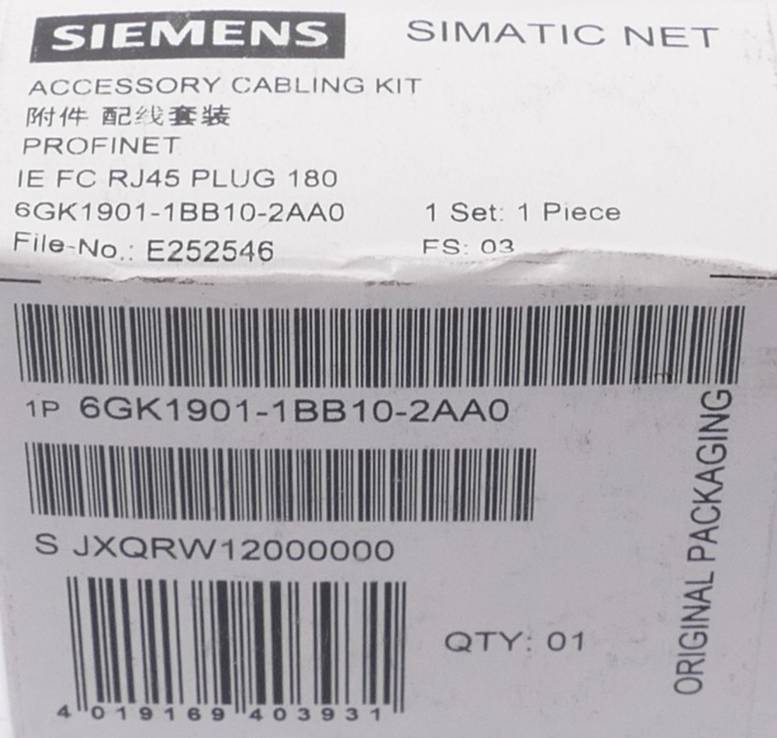 SIEMENS SIMATIC NET
ACCESSORY CABLING KIT
附件 配线套装
PROFINET
IE FC RJ45 PLUG 180
6GK1901-1BB10-2AA0 1 Set: 1 Piece
File-No.: E252546 FS: 03
1P 6GK1901-1BB10-2AA0
S JXQRW12000000
QTY: 01
4 019169 403931
ORIGINAL PACKAGING